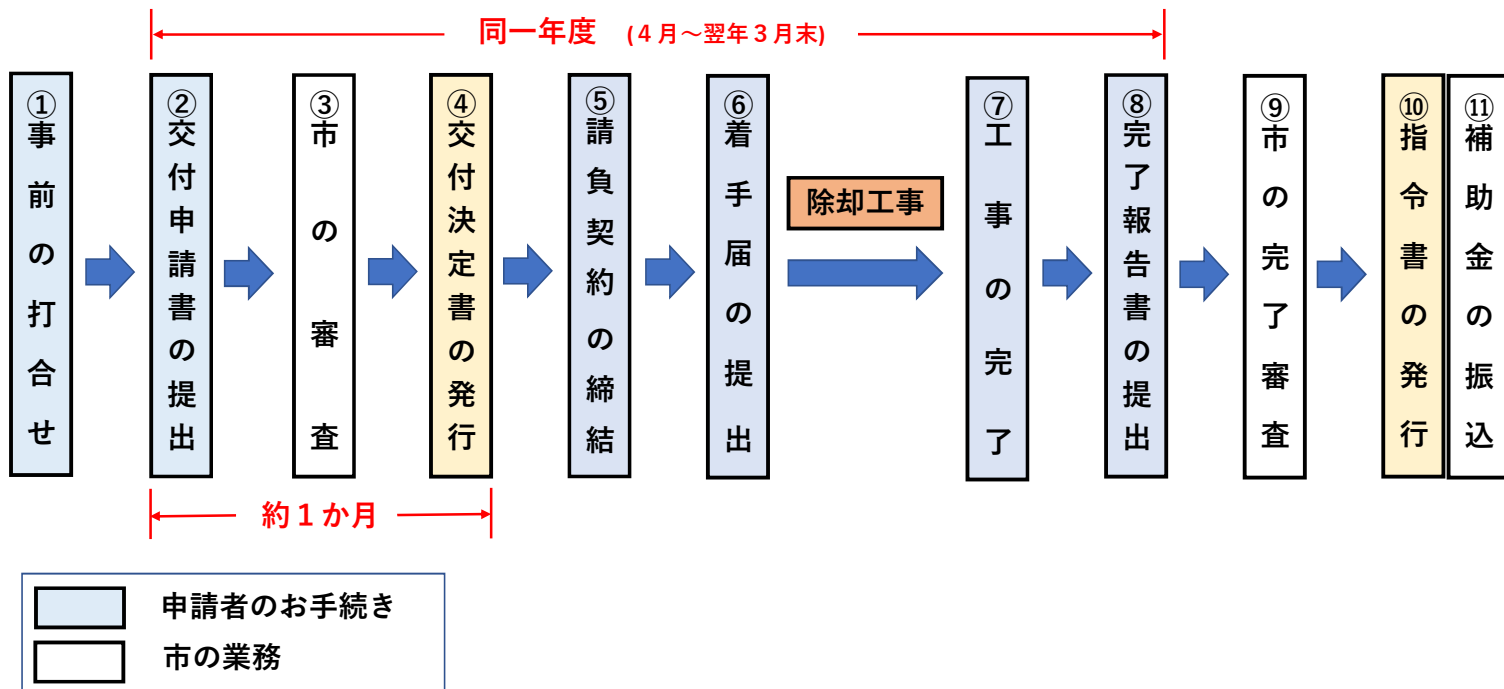 同一年度 (4月～翌年3月末)
①事前の打合せ
②交付申請書の提出
③市の審査
④交付決定書の発行
⑤請負契約の締結
⑥着手届の提出
除却工事
⑦工事の完了
⑧完了報告書の提出
⑨市の完了審査
⑩指令書の発行
⑪補助金の振込
約1か月
申請者のお手続き
市の業務